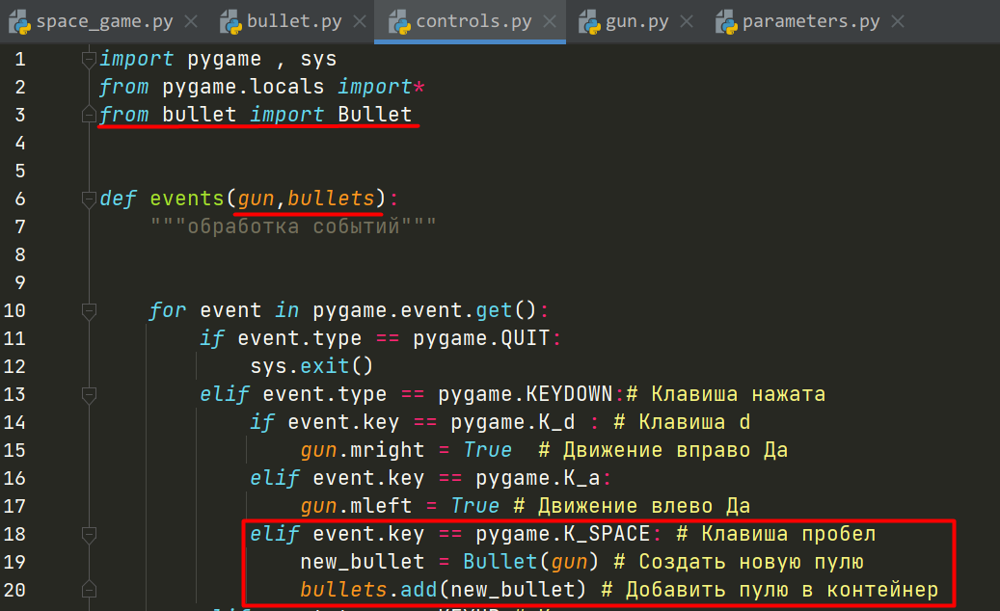 space_game.py bullet.py controls.py gun.py parameters.py
1 import pygame , sys
2 from pygame.locals import*
3 from bullet import Bullet
4
5
6 def events(gun,bullets):
7 """обработка событий"""
8
9
10 for event in pygame.event.get():
11 if event.type == pygame.QUIT:
12 sys.exit()
13 elif event.type == pygame.KEYDOWN:# Клавиша нажата
14 if event.key == pygame.K_d : # Клавиша d
15 gun.mright = True # Движение вправо Да
16 elif event.key == pygame.K_a:
17 gun.mleft = True # Движение влево Да
18 elif event.key == pygame.K_SPACE: # Клавиша пробел
19 new_bullet = Bullet(gun) # Создать новую пулю
20 bullets.add(new_bullet) # Добавить пулю в контейнер